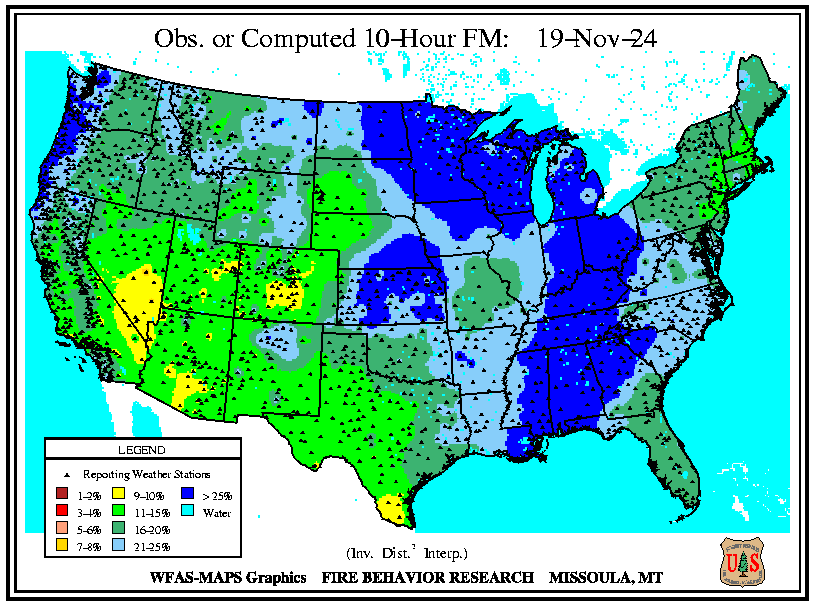 Obs. or Computed 10-Hour FM: 19-Nov-24
LEGEND
Reporting Weather Stations
1-2% 9-10% > 25%
3-4% 11-15% Water
5-6% 16-20%
7-8% 21-25%
(Inv. Dist.² Interp.)
WFAS-MAPS Graphics FIRE BEHAVIOR RESEARCH MISSOULA, MT
U S